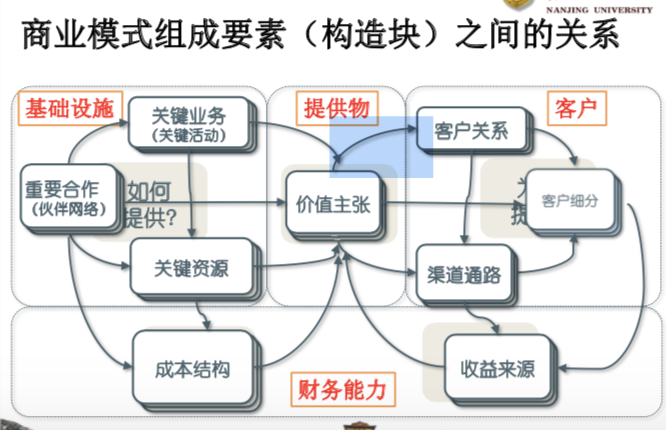 NANJING UNIVERSITY
商业模式组成要素（构造块）之间的关系
基础设施
提供物
客户
关键业务
（关键活动）
客户关系
重要合作
（伙伴网络）
如何
提供？
价值主张
客户细分
关键资源
渠道通路
成本结构
收益来源
财务能力